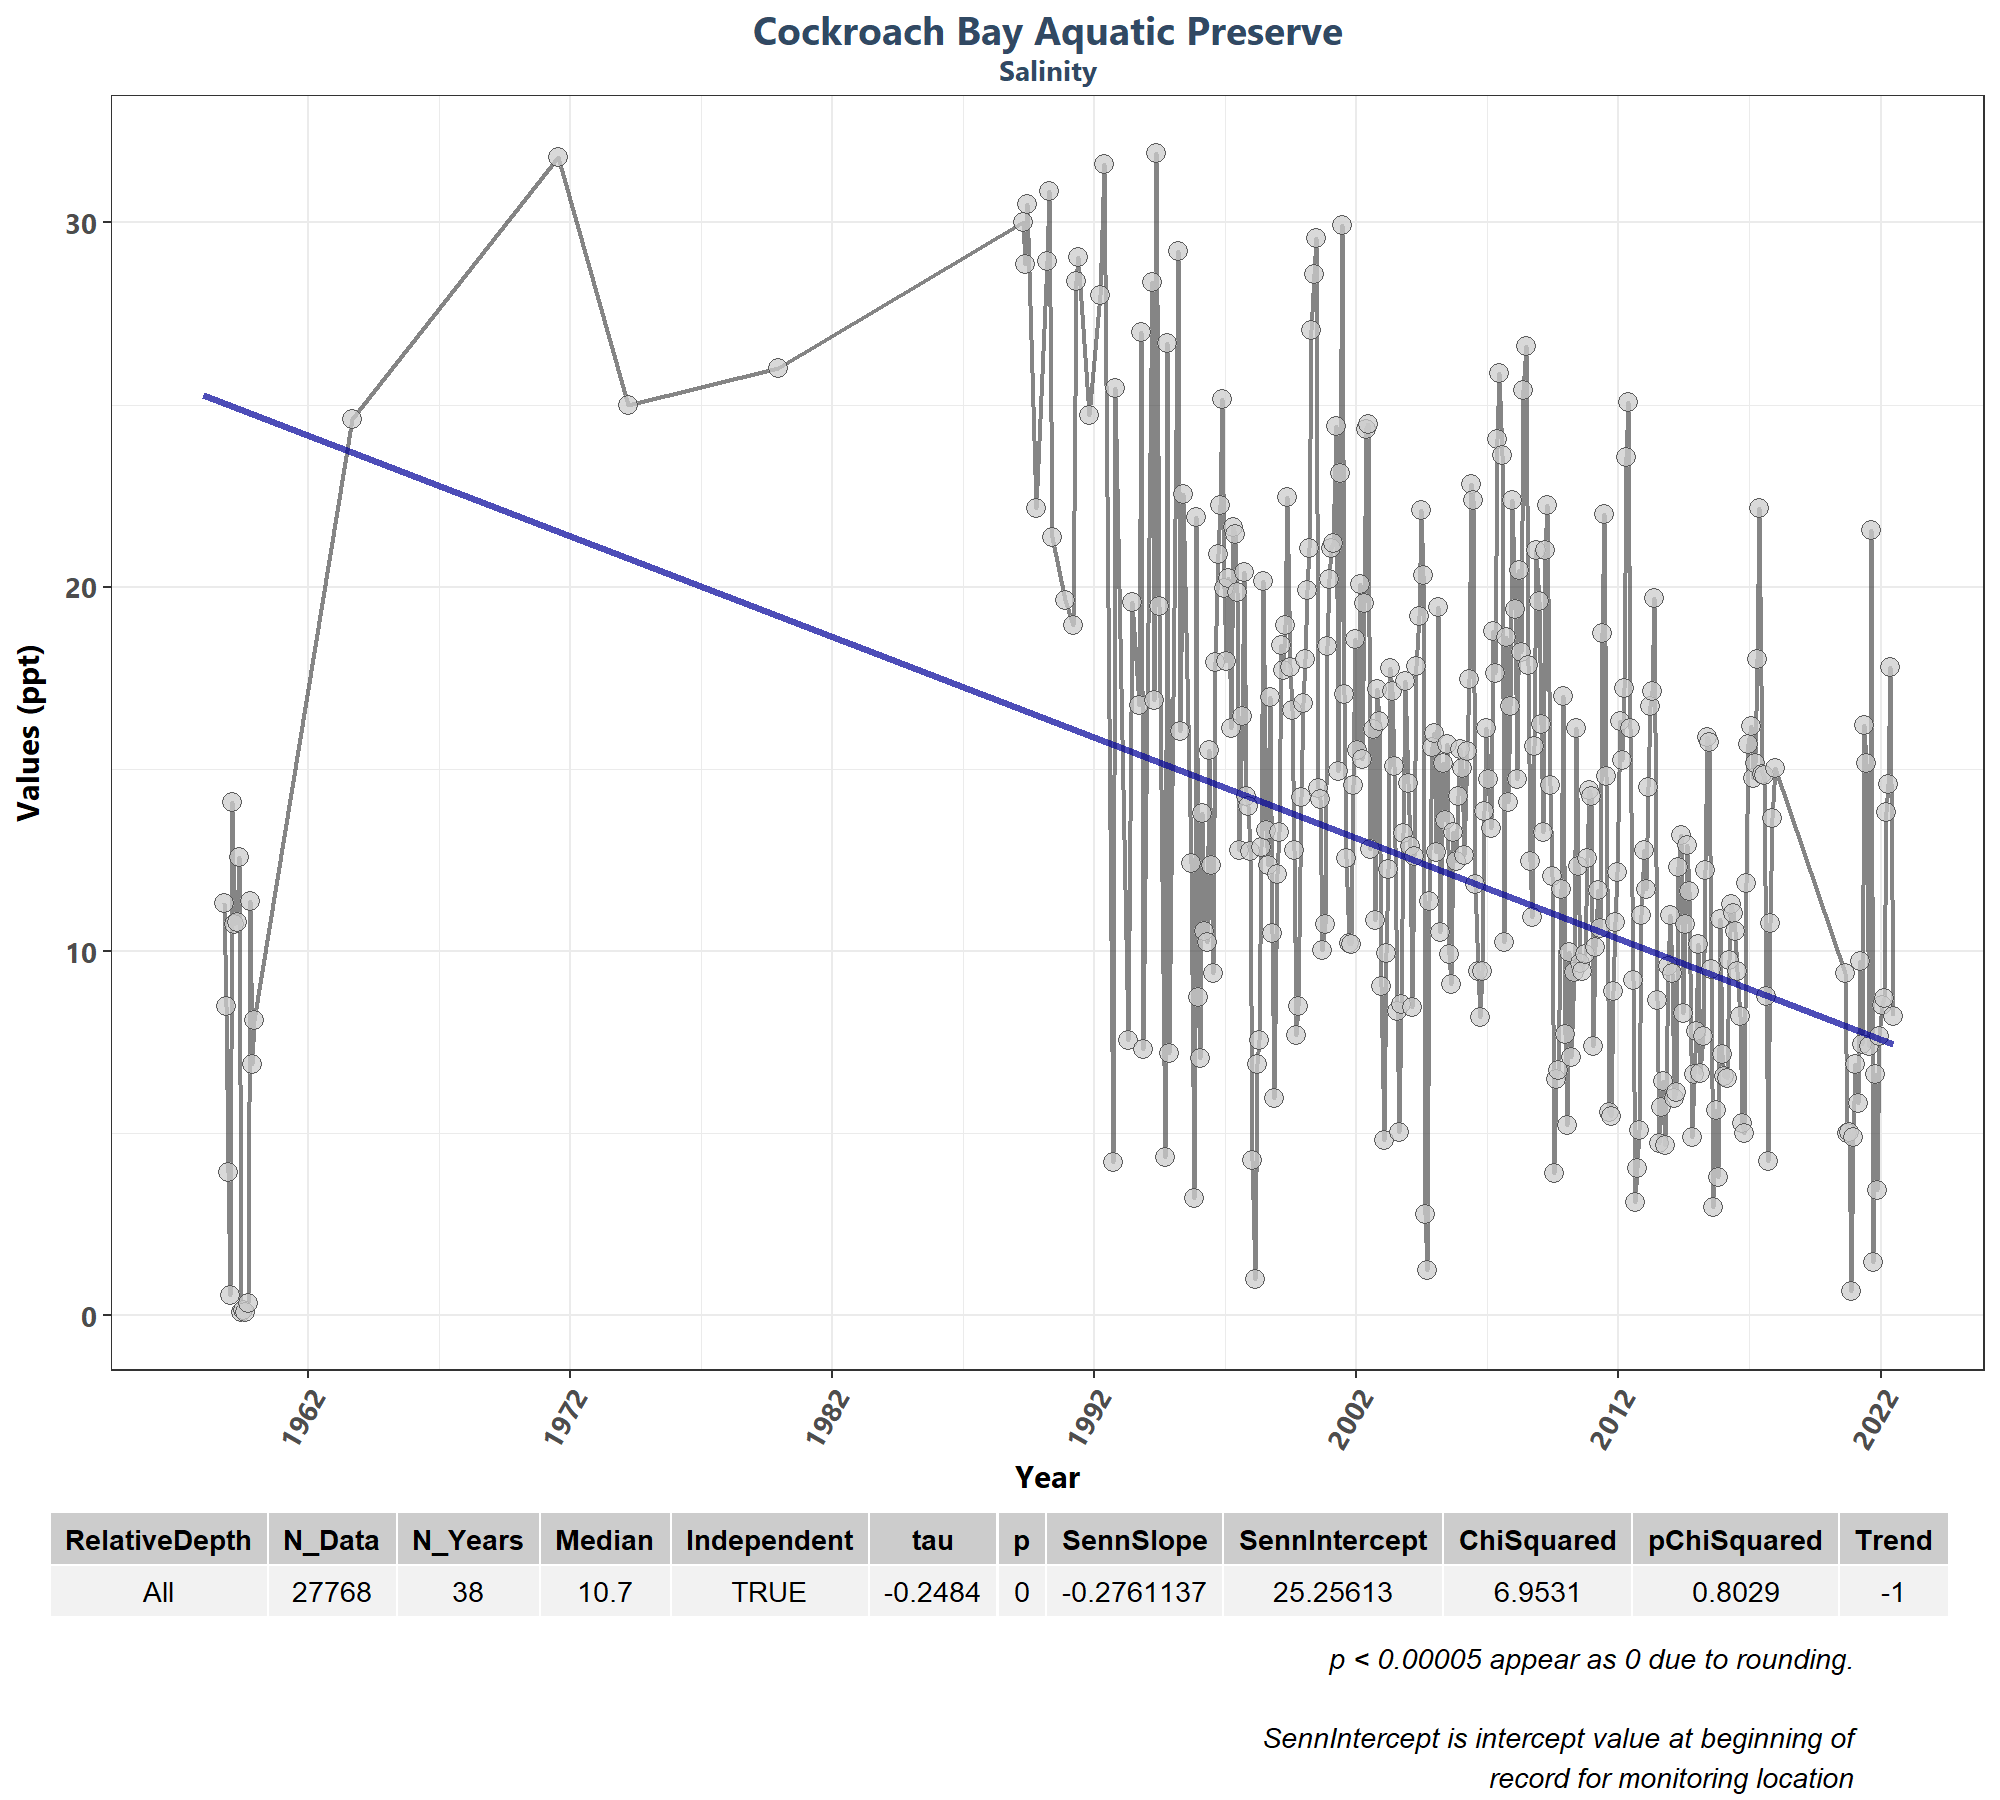 Cockroach Bay Aquatic Preserve
Salinity
Values (ppt)
30
20
10
0
1962 1972 1982 1992 2002 2012 2022
Year
RelativeDepth N_Data N_Years Median Independent tau p SennSlope SennIntercept ChiSquared pChiSquared Trend
All 27768 38 10.7 TRUE -0.2484 0 -0.2761137 25.25613 6.9531 0.8029 -1
p < 0.00005 appear as 0 due to rounding.
SennIntercept is intercept value at beginning of
record for monitoring location